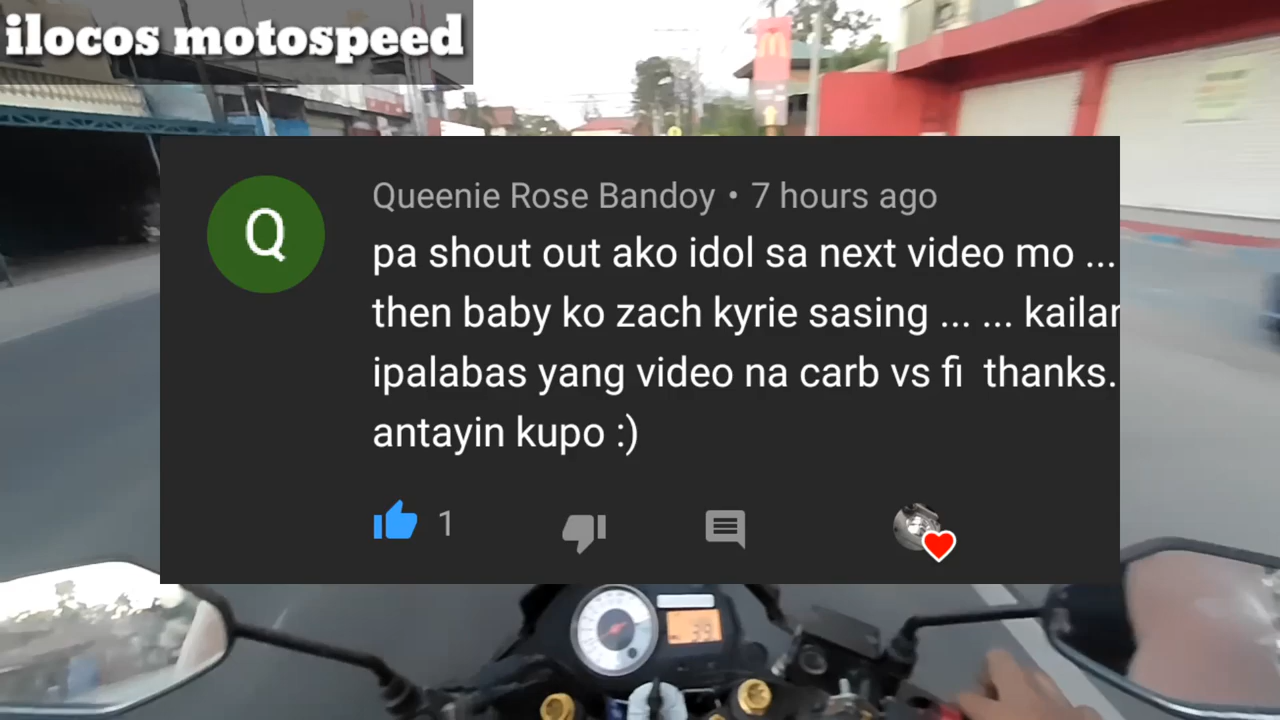 ilocos motospeed
Q
Queenie Rose Bandoy • 7 hours ago
pa shout out ako idol sa next video mo ...
then baby ko zach kyrie sasing ... ...
ipalabas yang video na carb vs fi thanks.
antayin kupo :)
1